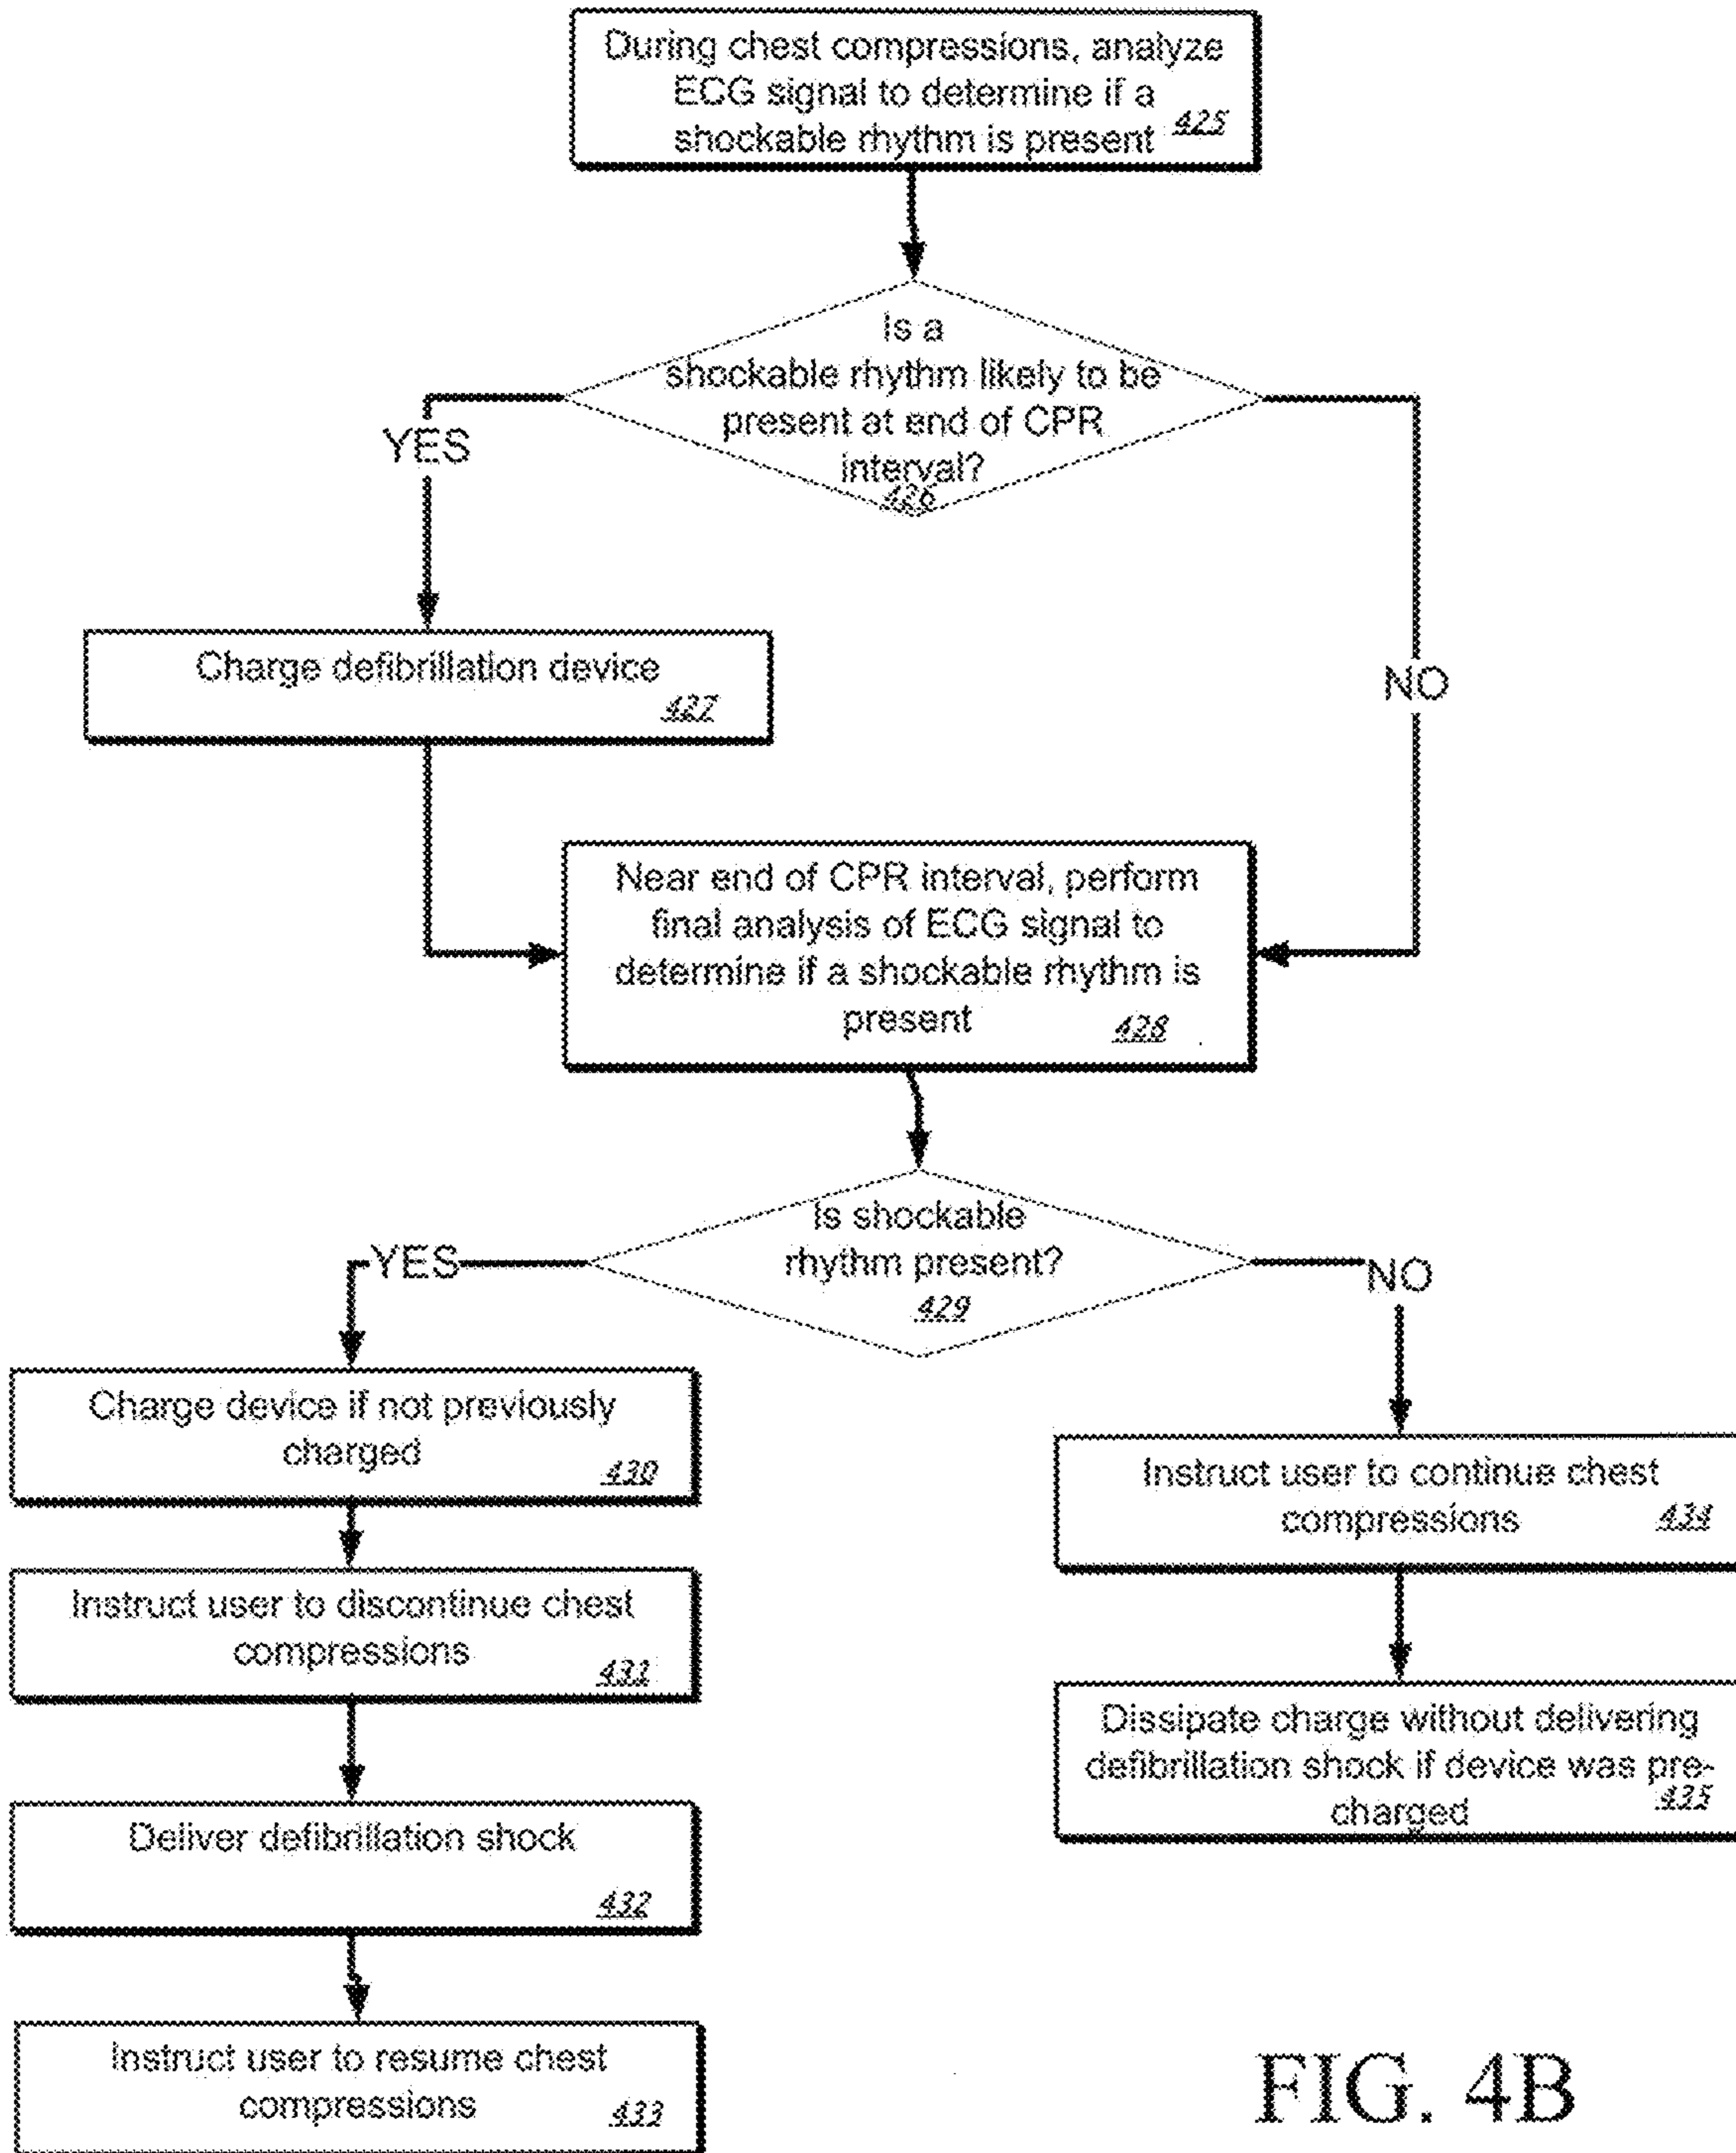 During chest compressions, analyze
ECG signal to determine if a
shockable rhythm is present 425
Is a
shockable rhythm likely to be
present at end of CPR
interval?
426
YES
NO
Charge defibrillation device
427
Near end of CPR interval, perform
final analysis of ECG signal to
determine if a shockable rhythm is
present 428
Is shockable
rhythm present?
429
YES
NO
Charge device if not previously
charged 430
Instruct user to discontinue chest
compressions 431
Deliver defibrillation shock
432
Instruct user to resume chest
compressions 433
Instruct user to continue chest
compressions 434
Dissipate charge without delivering
defibrillation shock if device was pre-
charged 435
FIG. 4B